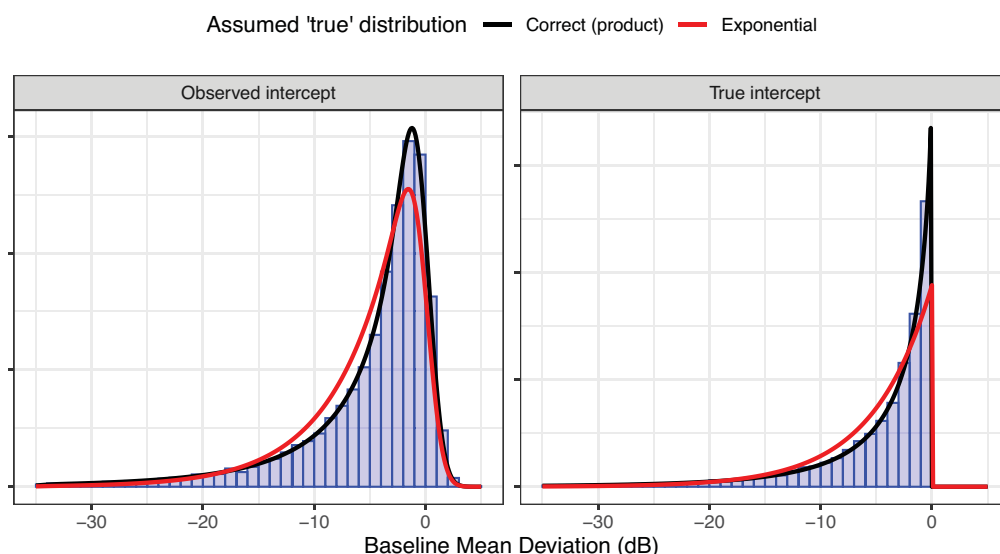 Assumed 'true' distribution Correct (product) Exponential
Observed intercept True intercept
−30 −20 −10 0 −30 −20 −10 0
Baseline Mean Deviation (dB)